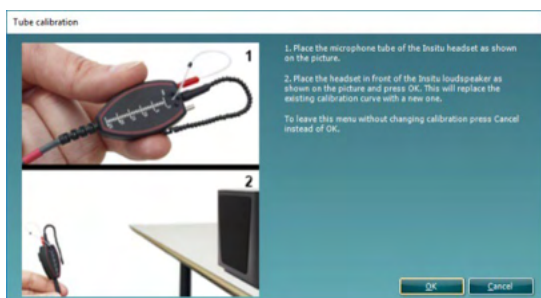 Tube calibration
1
1. Place the microphone tube of the Insitu headset as shown
on the picture.
2. Place the headset in front of the Insitu loudspeaker as
shown on the picture and press OK. This will replace the
existing calibration curve with a new one.
To leave this menu without changing calibration press Cancel
instead of OK.
2
OK
Cancel